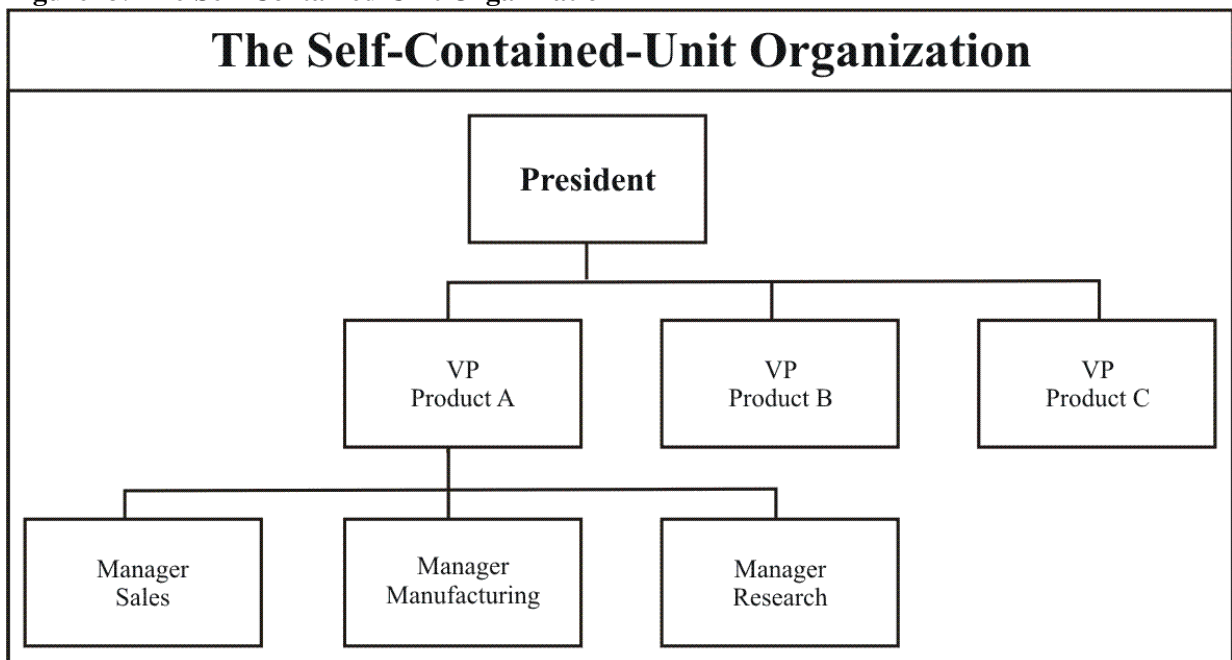 The Self-Contained-Unit Organization
President
VP
Product A
VP
Product B
VP
Product C
Manager
Sales
Manager
Manufacturing
Manager
Research